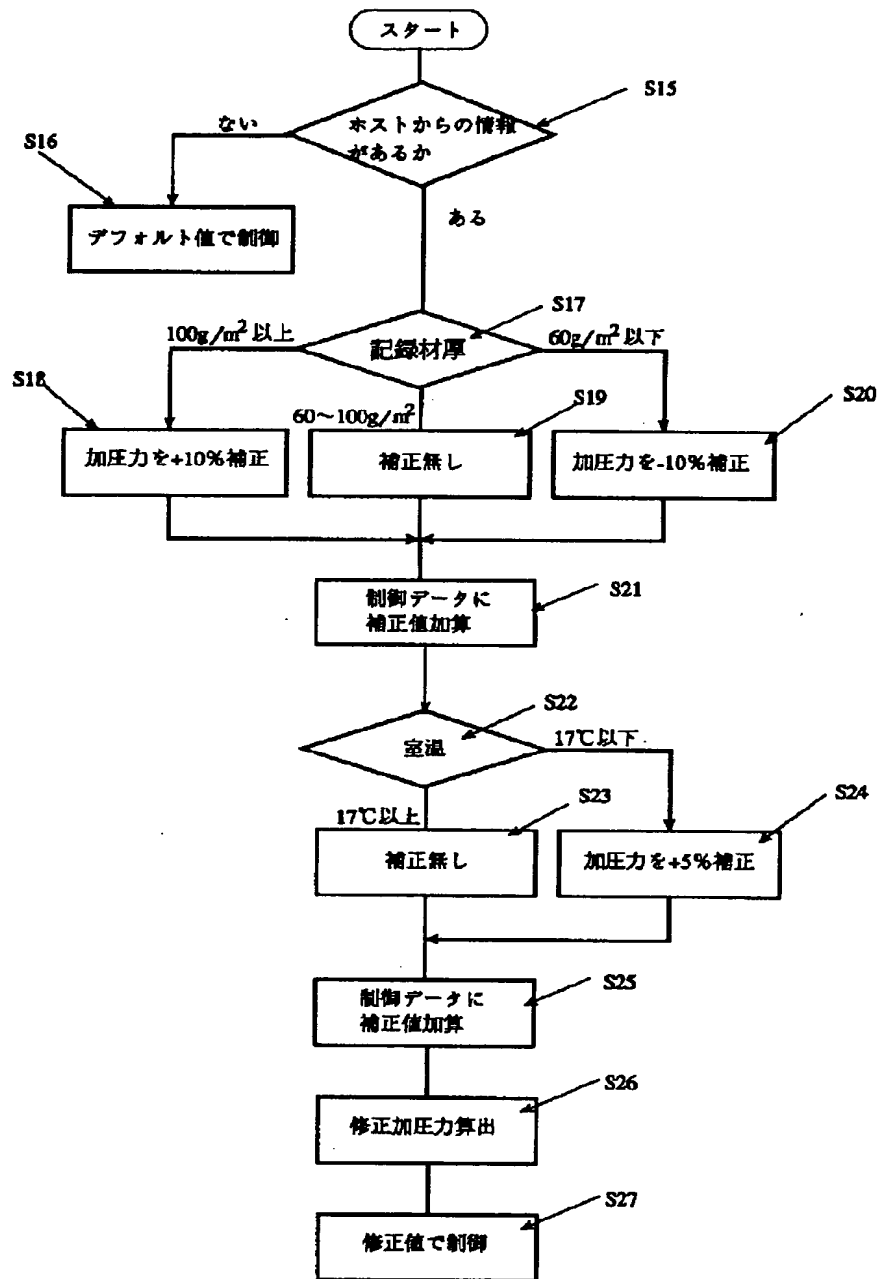 スタート
S15
ホストからの情報
があるか
ない
S16
デフォルト値で制御
ある
S17
100g/m²以上
記録材厚
60g/m²以下
S18
60～100g/m²
S19
S20
加圧力を+10%補正
補正無し
加圧力を-10%補正
制御データに
補正値加算
S21
S22
室温
17℃以下
17℃以上
S23
S24
補正無し
加圧力を+5%補正
制御データに
補正値加算
S25
修正加圧力算出
S26
修正値で制御
S27